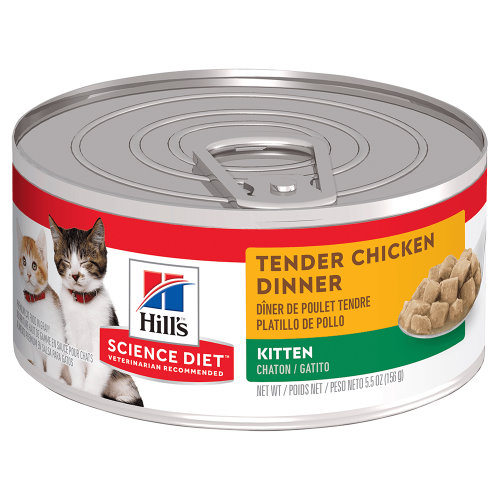 TENDER CHICKEN
DINNER
DÎNER DE POULET TENDRE
PLATILLO DE POLLO
KITTEN
CHATON / GATITO
NET WT / POIDS NET / PESO NETO 5.5 OZ (156 g)
Hill's
SCIENCE DIET™
VETERINARIAN RECOMMENDED